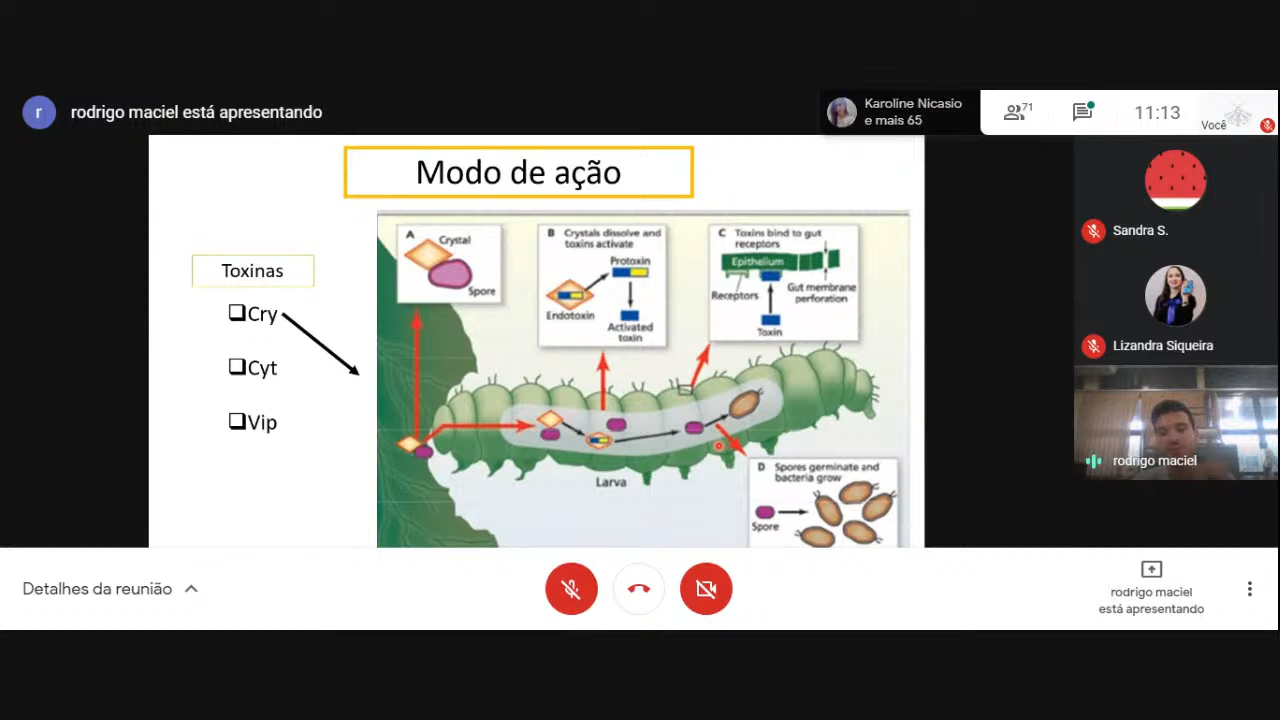 r
rodrigo maciel está apresentando
Karoline Nicasio
e mais 65
71
11:13
Você
Modo de ação
Toxinas
Cry
Cyt
Vip
A
Crystal
Spore
B Crystals dissolve and
toxins activate
Protoxin
Endotoxin
Activated
toxin
C Toxins bind to gut
receptors
Epithelium
Receptors
Gut membrane
perforation
Toxin
Larva
D Spores germinate and
bacteria grow
Spore
Sandra S.
Lizandra Siqueira
rodrigo maciel
Detalhes da reunião
rodrigo maciel
está apresentando